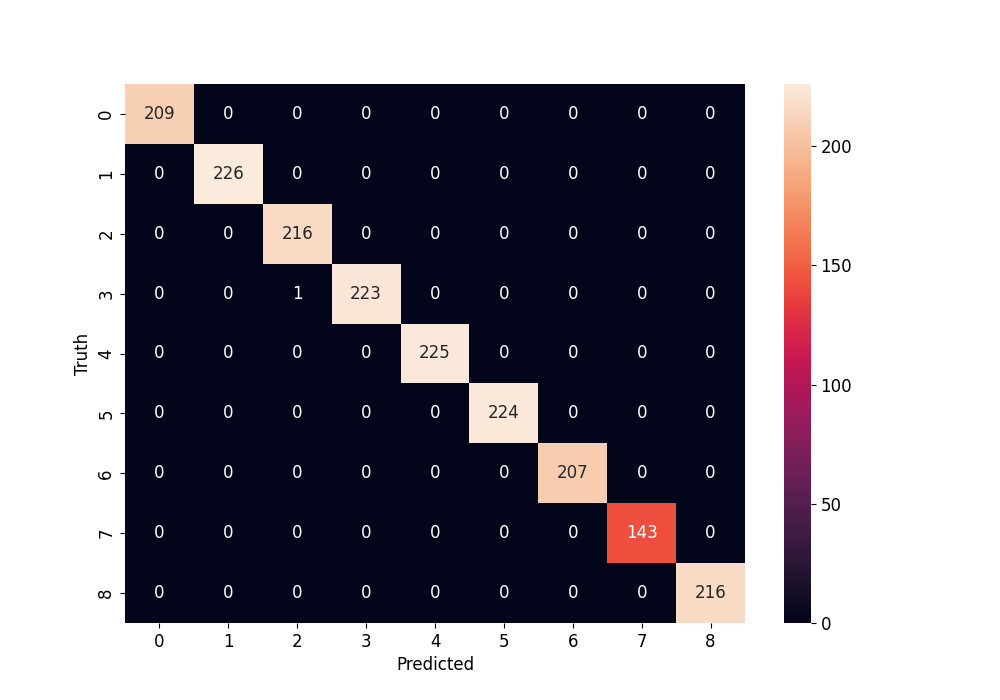 0 209 0 0 0 0 0 0 0 0
1 0 226 0 0 0 0 0 0 0
2 0 0 216 0 0 0 0 0 0
3 0 0 1 223 0 0 0 0 0
4 0 0 0 0 225 0 0 0 0
5 0 0 0 0 0 224 0 0 0
6 0 0 0 0 0 0 207 0 0
7 0 0 0 0 0 0 0 143 0
8 0 0 0 0 0 0 0 0 216
0 1 2 3 4 5 6 7 8
Predicted
Truth
200
150
100
50
0